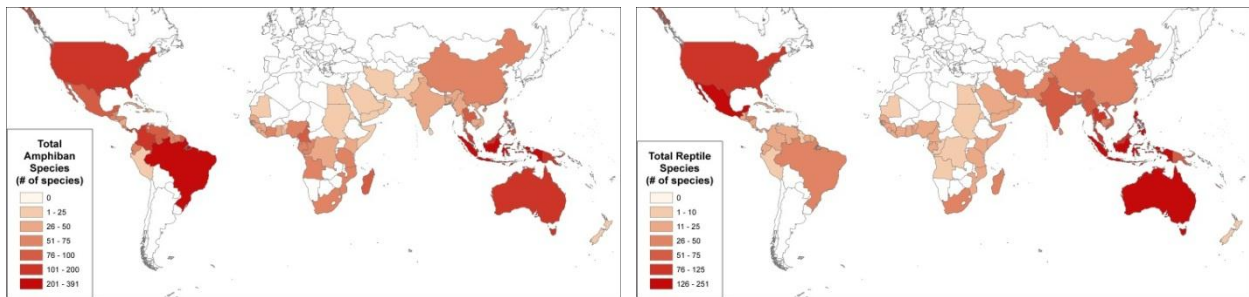 Total
Amphiban
Species
(# of species)
0
1 - 25
26 - 50
51 - 75
76 - 100
101 - 200
201 - 391
Total Reptile
Species
(# of species)
0
1 - 10
11 - 25
26 - 50
51 - 75
76 - 125
126 - 251